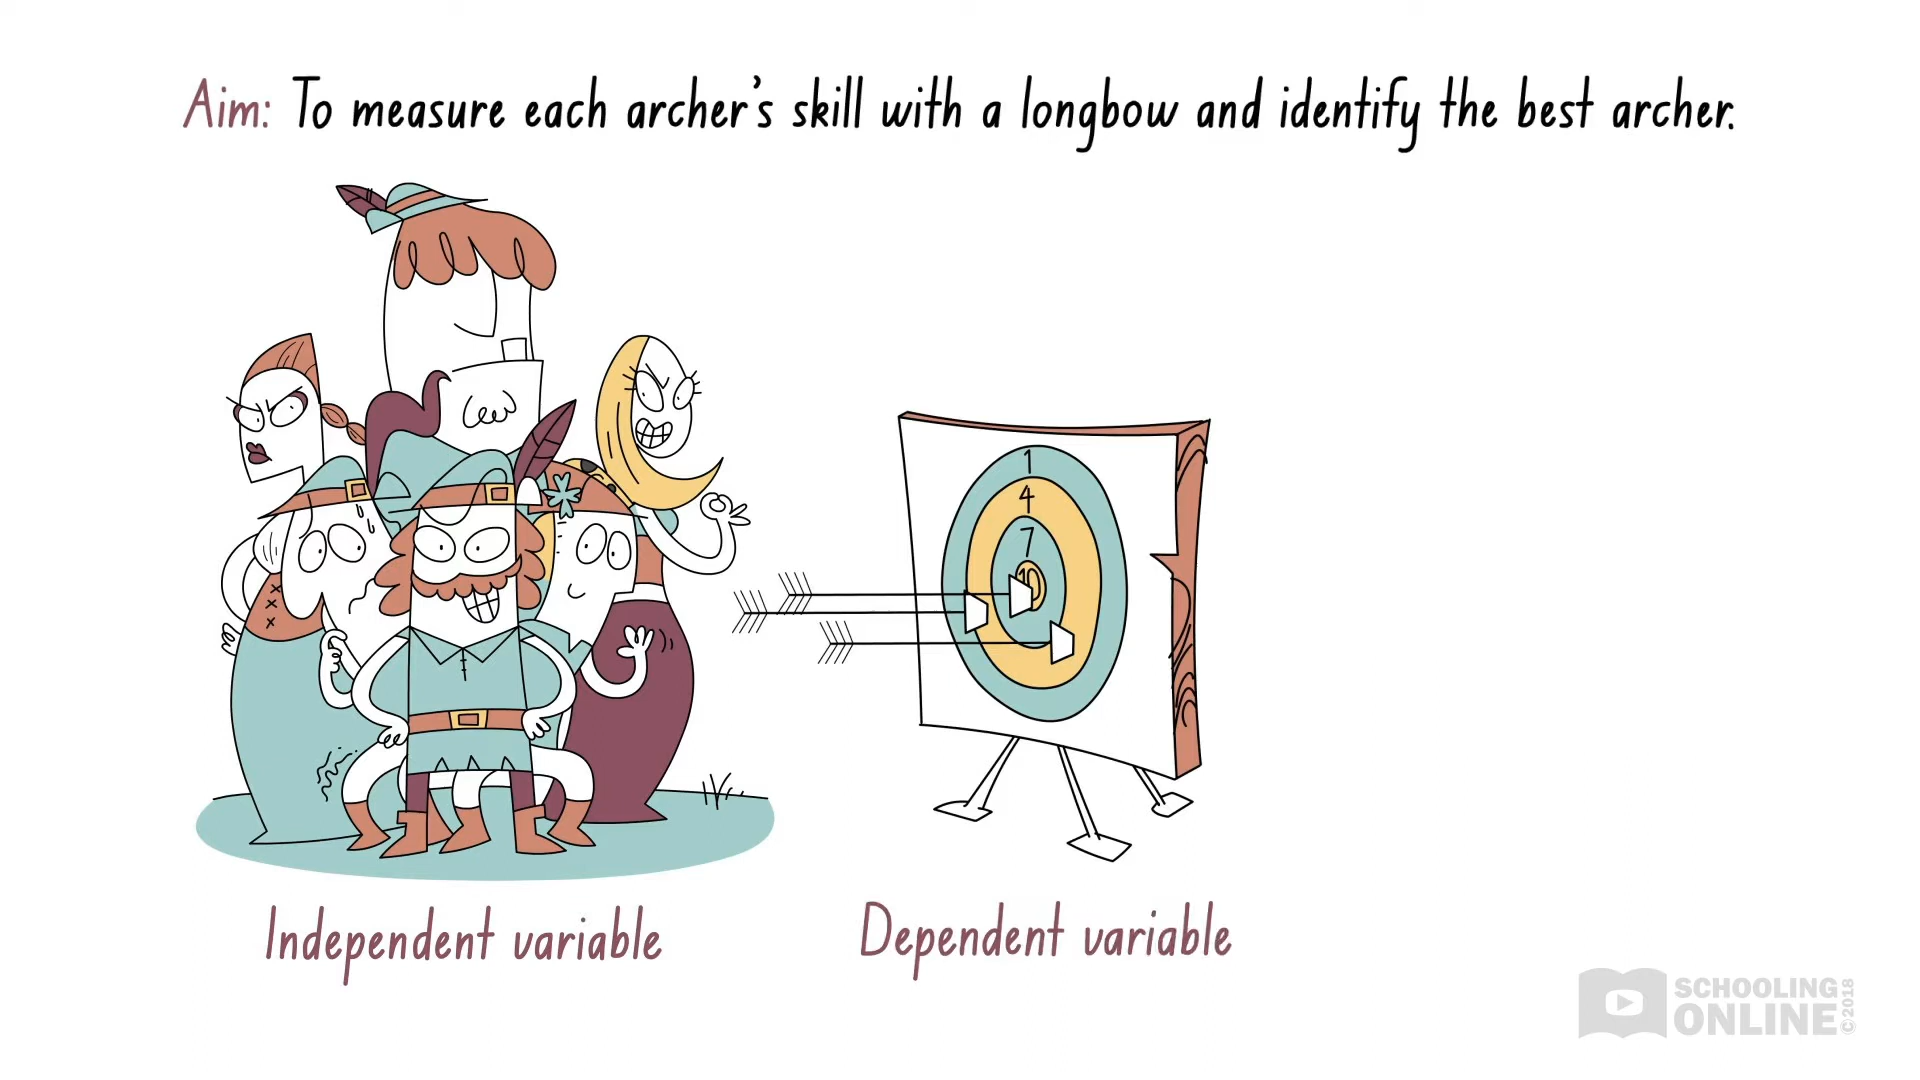 Aim: To measure each archer's skill with a longbow and identify the best archer.
1
4
7
10
Independent variable
Dependent variable
SCHOOLING
ONLINE
©2018